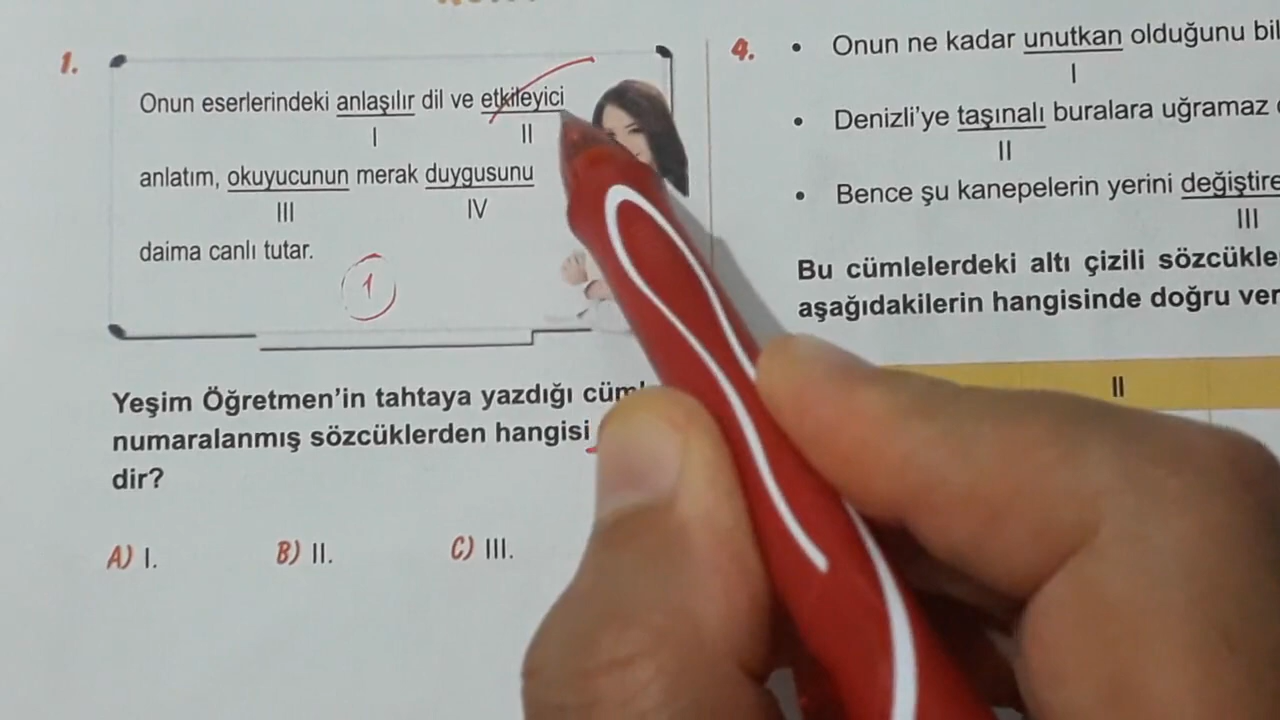 1.
Onun eserlerindeki anlaşılır dil ve etkileyici
I II
anlatım, okuyucunun merak duygusunu
III IV
daima canlı tutar.
1
Yeşim Öğretmen'in tahtaya yazdığı
numaralanmış sözcüklerden hangisi
dir?
A) I. B) II. C) III.
4.
• Onun ne kadar unutkan olduğunu
I
• Denizli'ye taşınalı buralara uğramaz
II
• Bence şu kanepelerin yerini
III
Bu cümlelerdeki altı çizili
aşağıdakilerin hangisinde doğru
II